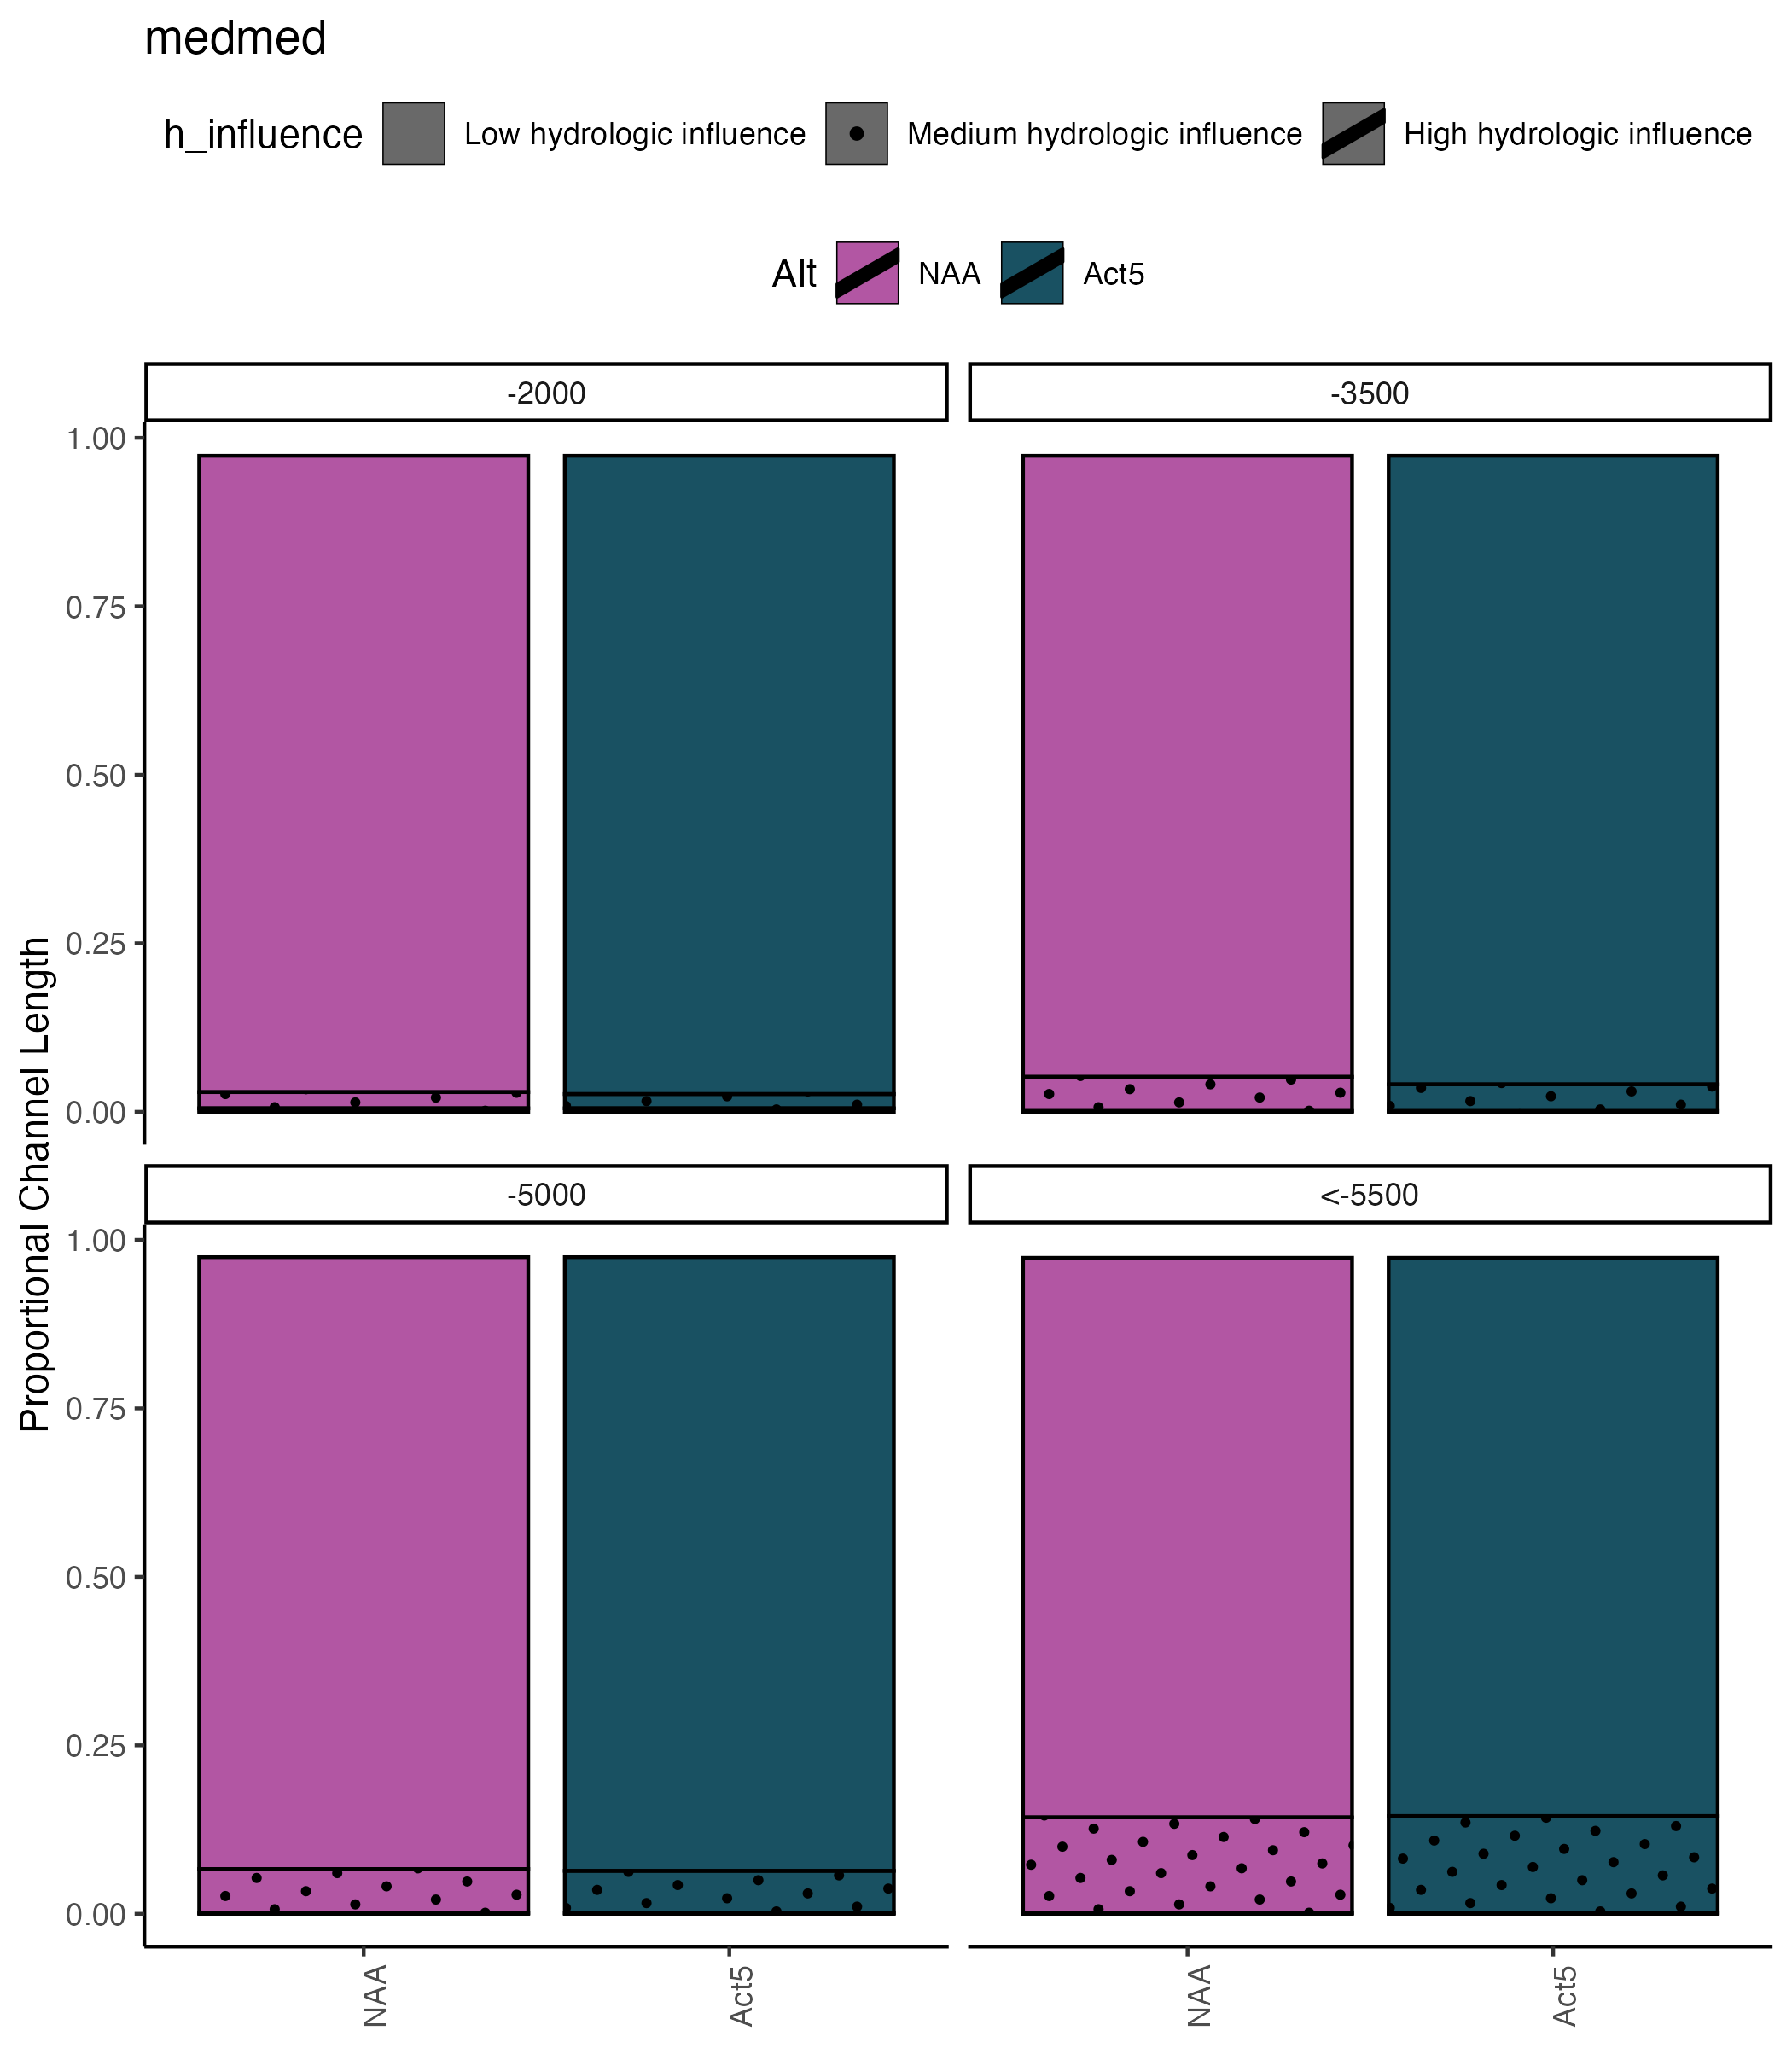 medmed
h_influence Low hydrologic influence Medium hydrologic influence High hydrologic influence
Alt NAA Act5
-2000 -3500
1.00
0.75
0.50
0.25
0.00
-5000 <-5500
1.00
0.75
0.50
0.25
0.00
Proportional Channel Length
NAA Act5 NAA Act5